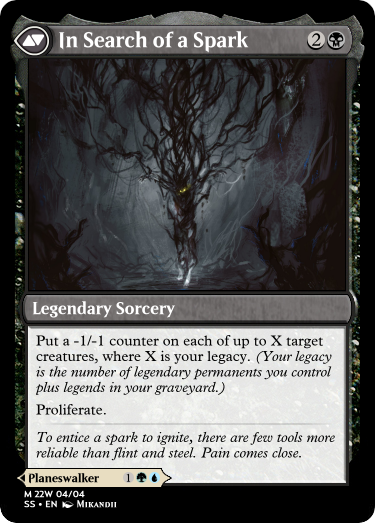 In Search of a Spark 2
Legendary Sorcery
Put a -1/-1 counter on each of up to X target
creatures, where X is your legacy. (Your legacy
is the number of legendary permanents you control
plus legends in your graveyard.)
Proliferate.
To entice a spark to ignite, there are few tools more
reliable than flint and steel. Pain comes close.
Planeswalker 1
M 22W 04/04
SS • EN Mikandii